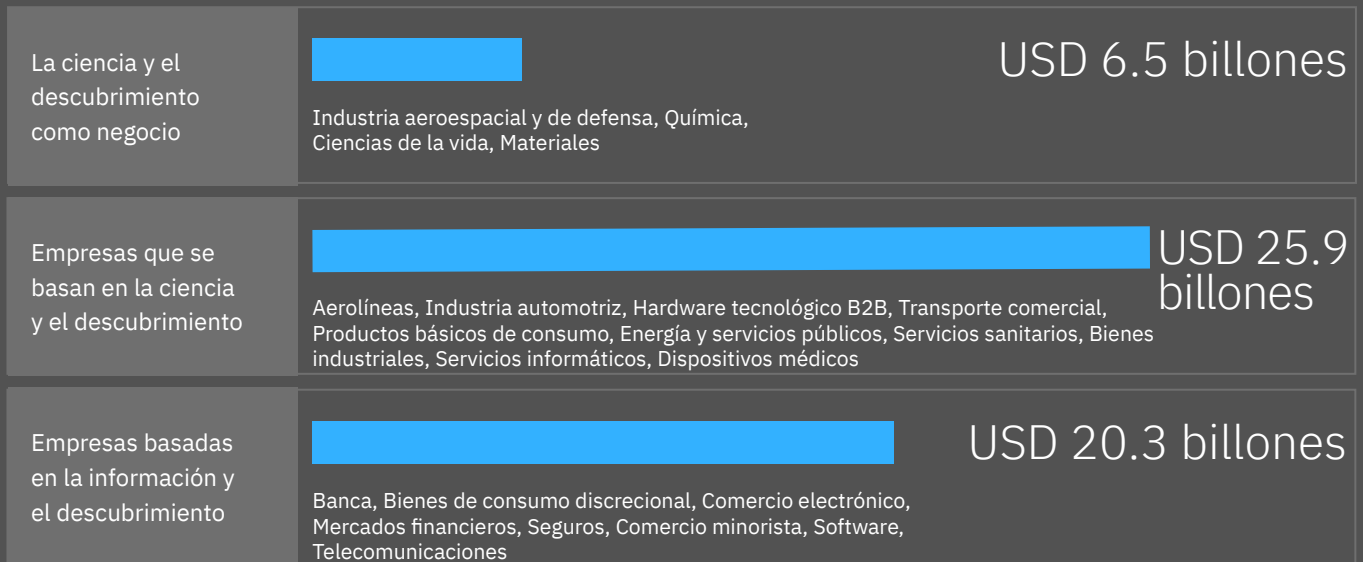 La ciencia y el
descubrimiento
como negocio
USD 6.5 billones
Industria aeroespacial y de defensa, Química,
Ciencias de la vida, Materiales
Empresas que se
basan en la ciencia
y el descubrimiento
USD 25.9
billones
Aerolíneas, Industria automotriz, Hardware tecnológico B2B, Transporte comercial,
Productos básicos de consumo, Energía y servicios públicos, Servicios sanitarios, Bienes
industriales, Servicios informáticos, Dispositivos médicos
Empresas basadas
en la información y
el descubrimiento
USD 20.3 billones
Banca, Bienes de consumo discrecional, Comercio electrónico,
Mercados financieros, Seguros, Comercio minorista, Software,
Telecomunicaciones